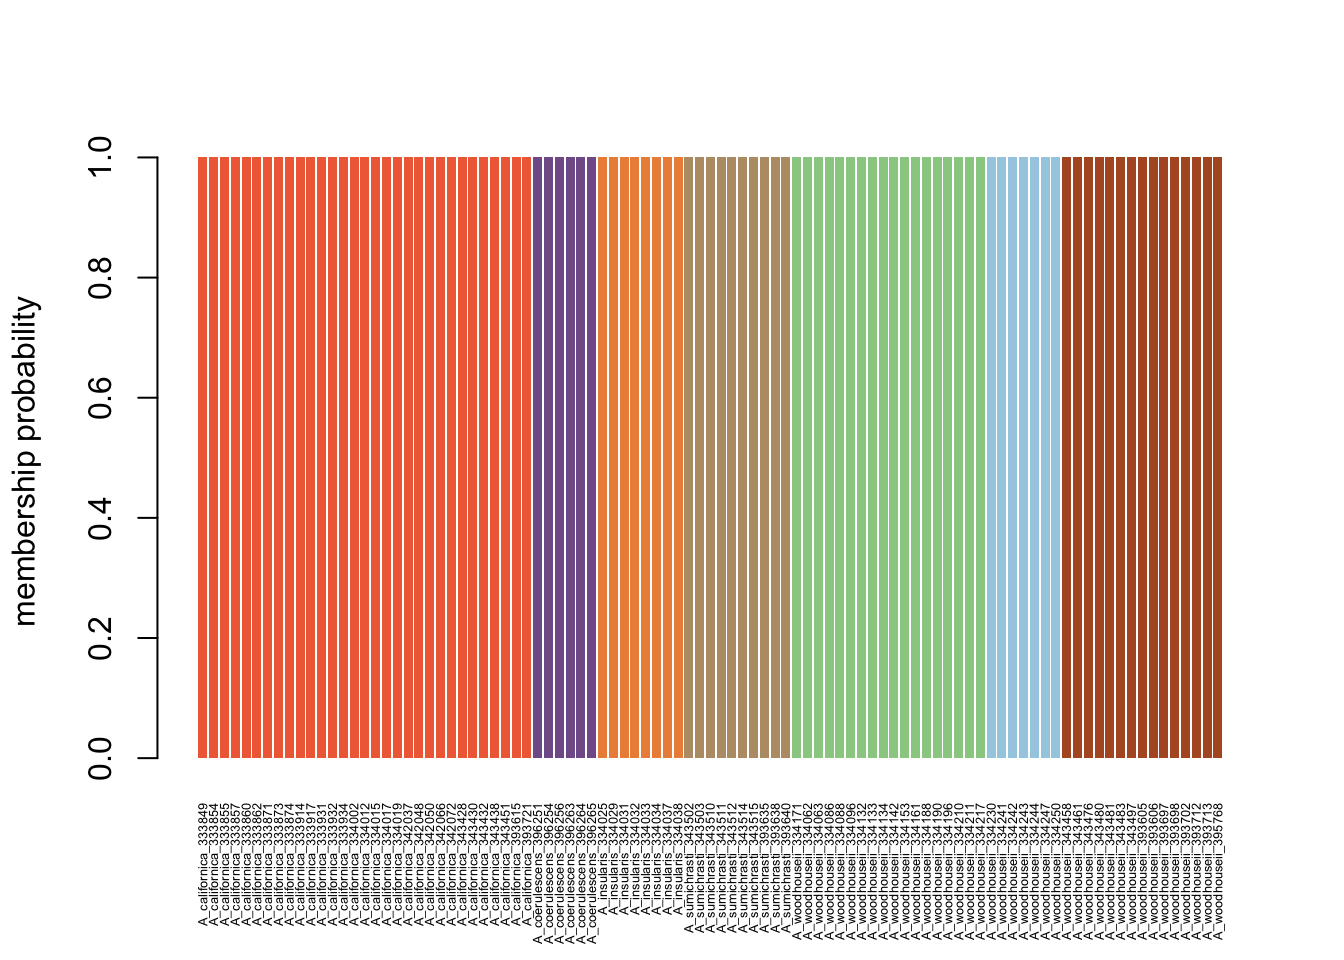 membership probability
1.0
0.8
0.6
0.4
0.2
0.0
A_californica_333849
A_californica_333854
A_californica_333855
A_californica_333857
A_californica_333860
A_californica_333862
A_californica_333871
A_californica_333873
A_californica_333874
A_californica_333914
A_californica_333917
A_californica_333931
A_californica_333932
A_californica_333934
A_californica_334002
A_californica_334012
A_californica_334015
A_californica_334017
A_californica_334019
A_californica_342037
A_californica_342048
A_californica_342050
A_californica_342066
A_californica_342072
A_californica_343428
A_californica_343430
A_californica_343432
A_californica_343438
A_californica_343451
A_californica_393615
A_californica_393721
A_coerulescens_396251
A_coerulescens_396254
A_coerulescens_396256
A_coerulescens_396263
A_coerulescens_396264
A_coerulescens_396265
A_insularis_334025
A_insularis_334029
A_insularis_334031
A_insularis_334032
A_insularis_334033
A_insularis_334034
A_insularis_334037
A_insularis_334038
A_sumichrasti_343502
A_sumichrasti_343503
A_sumichrasti_343510
A_sumichrasti_343511
A_sumichrasti_343512
A_sumichrasti_343514
A_sumichrasti_343515
A_sumichrasti_393635
A_sumichrasti_393638
A_sumichrasti_393640
A_woodhouseii_334171
A_woodhouseii_334062
A_woodhouseii_334063
A_woodhouseii_334086
A_woodhouseii_334088
A_woodhouseii_334096
A_woodhouseii_334132
A_woodhouseii_334133
A_woodhouseii_334134
A_woodhouseii_334142
A_woodhouseii_334153
A_woodhouseii_334161
A_woodhouseii_334188
A_woodhouseii_334190
A_woodhouseii_334196
A_woodhouseii_334210
A_woodhouseii_334211
A_woodhouseii_334217
A_woodhouseii_334230
A_woodhouseii_334241
A_woodhouseii_334242
A_woodhouseii_334243
A_woodhouseii_334244
A_woodhouseii_334247
A_woodhouseii_334250
A_woodhouseii_343458
A_woodhouseii_343461
A_woodhouseii_343476
A_woodhouseii_343480
A_woodhouseii_343481
A_woodhouseii_343483
A_woodhouseii_343497
A_woodhouseii_393605
A_woodhouseii_393606
A_woodhouseii_393697
A_woodhouseii_393698
A_woodhouseii_393702
A_woodhouseii_393712
A_woodhouseii_393713
A_woodhouseii_395768